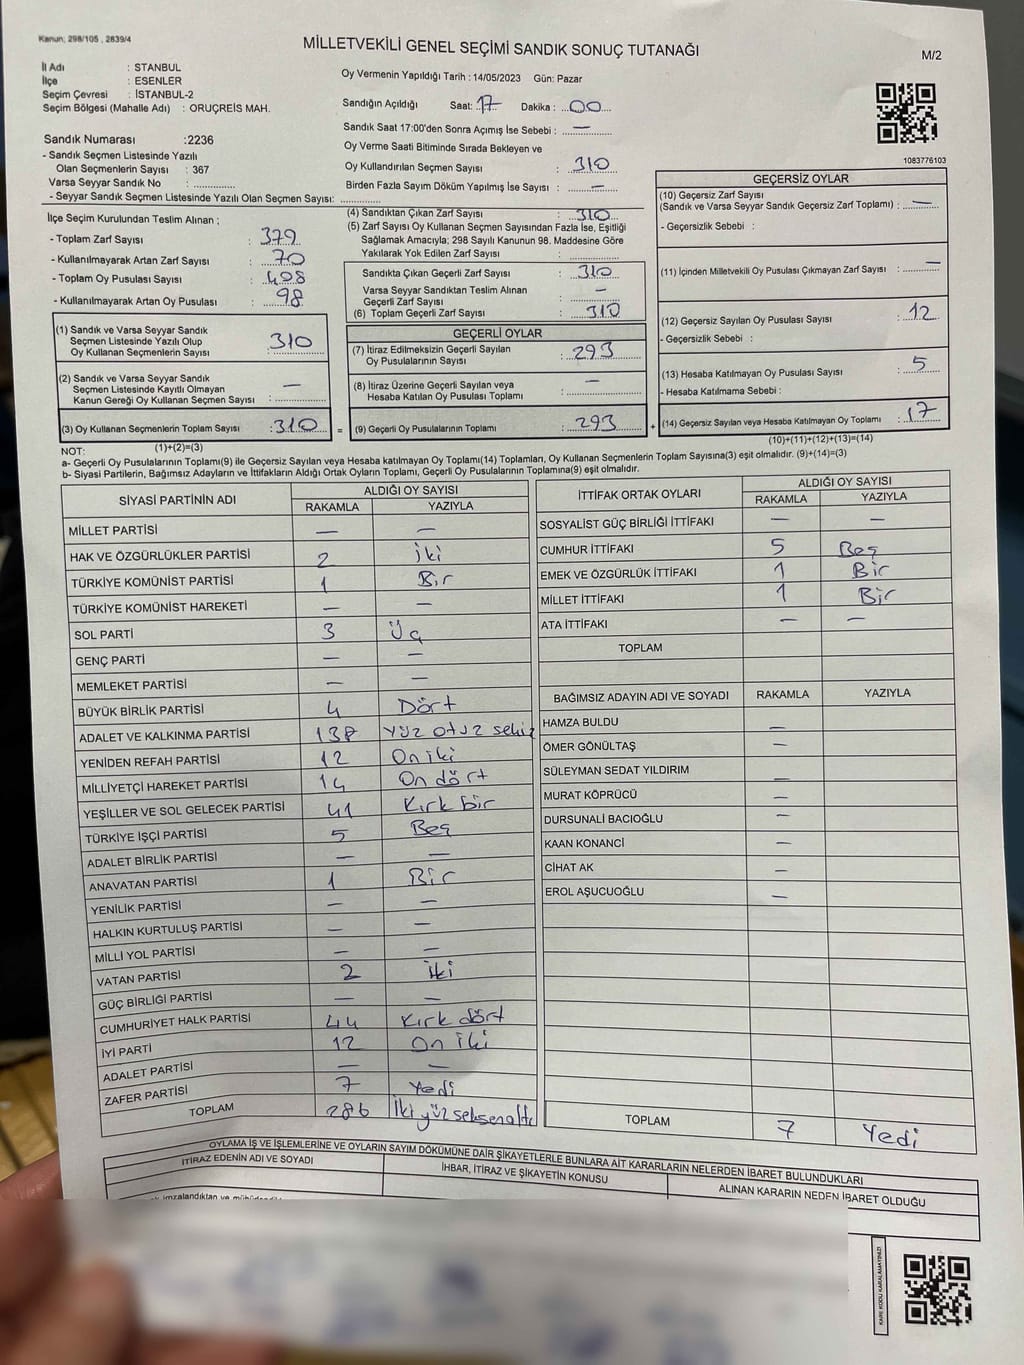 Kanun; 298/105 , 2839/4
MİLLETVEKİLİ GENEL SEÇİMİ SANDIK SONUÇ TUTANAĞI
M/2
İl Adı : STANBUL
İlçe : ESENLER
Seçim Çevresi : İSTANBUL-2
Seçim Bölgesi (Mahalle Adı) : ORUÇREİS MAH.
Sandık Numarası :2236
- Sandık Seçmen Listesinde Yazılı
Olan Seçmenlerin Sayısı : 367
Varsa Seyyar Sandık No : ..............
- Seyyar Sandık Seçmen Listesinde Yazılı Olan Seçmen Sayısı: ..............
Oy Vermenin Yapıldığı Tarih : 14/05/2023 Gün: Pazar
Sandığın Açıldığı Saat: 17 Dakika : 00
Sandık Saat 17:00'den Sonra Açımış İse Sebebi : —
Oy Verme Saati Bitiminde Sırada Bekleyen ve
Oy Kullandırılan Seçmen Sayısı : 310
Birden Fazla Sayım Döküm Yapılmış İse Sayısı : —
1083776103
İlçe Seçim Kurulundan Teslim Alınan ;
- Toplam Zarf Sayısı : 379
- Kullanılmayarak Artan Zarf Sayısı : 70
- Toplam Oy Pusulası Sayısı : 408
- Kullanılmayarak Artan Oy Pusulası : 98
(1) Sandık ve Varsa Seyyar Sandık
Seçmen Listesinde Yazılı Olup
Oy Kullanan Seçmenlerin Sayısı : 310
(2) Sandık ve Varsa Seyyar Sandık
Seçmen Listesinde Kayıtlı Olmayan
Kanun Gereği Oy Kullanan Seçmen Sayısı : —
(3) Oy Kullanan Seçmenlerin Toplam Sayısı : 310 =
(1)+(2)=(3)
(4) Sandıktan Çıkan Zarf Sayısı : 310
(5) Zarf Sayısı Oy Kullanan Seçmen Sayısından Fazla İse, Eşitliği
Sağlamak Amacıyla; 298 Sayılı Kanunun 98. Maddesine Göre
Yakılarak Yok Edilen Zarf Sayısı : ..............
Sandıkta Çıkan Geçerli Zarf Sayısı : 310
Varsa Seyyar Sandıktan Teslim Alınan
Geçerli Zarf Sayısı : —
(6) Toplam Geçerli Zarf Sayısı : 310
GEÇERLİ OYLAR
(7) İtiraz Edilmeksizin Geçerli Sayılan
Oy Pusulalarının Sayısı : 293
(8) İtiraz Üzerine Geçerli Sayılan veya
Hesaba Katılan Oy Pusulası Toplamı : —
(9) Geçerli Oy Pusulalarının Toplamı : 293 +
GEÇERSİZ OYLAR
(10) Geçersiz Zarf Sayısı
(Sandık ve Varsa Seyyar Sandık Geçersiz Zarf Toplamı) : —
- Geçersizlik Sebebi :
(11) İçinden Milletvekili Oy Pusulası Çıkmayan Zarf Sayısı : —
(12) Geçersiz Sayılan Oy Pusulası Sayısı : 12
- Geçersizlik Sebebi :
(13) Hesaba Katılmayan Oy Pusulası Sayısı : 5
- Hesaba Katılmama Sebebi :
(14) Geçersiz Sayılan veya Hesaba Katılmayan Oy Toplamı : 17
(10)+(11)+(12)+(13)=(14)
NOT:
a- Geçerli Oy Pusulalarının Toplamı(9) ile Geçersiz Sayılan veya Hesaba katılmayan Oy Toplamı(14) Toplamları, Oy Kullanan Seçmenlerin Toplam Sayısına(3) eşit olmalıdır. (9)+(14)=(3)
b- Siyasi Partilerin, Bağımsız Adayların ve İttifakların Aldığı Ortak Oyların Toplamı, Geçerli Oy Pusulalarının Toplamına(9) eşit olmalıdır.
SİYASİ PARTİNİN ADI ALDIĞI OY SAYISI
RAKAMLA YAZIYLA
MİLLET PARTİSİ — —
HAK VE ÖZGÜRLÜKLER PARTİSİ 2 İki
TÜRKİYE KOMÜNİST PARTİSİ 1 Bir
TÜRKİYE KOMÜNİST HAREKETİ — —
SOL PARTİ 3 Üç
GENÇ PARTİ — —
MEMLEKET PARTİSİ — —
BÜYÜK BİRLİK PARTİSİ 4 Dört
ADALET VE KALKINMA PARTİSİ 138 Yüz otuz sekiz
YENİDEN REFAH PARTİSİ 12 On iki
MİLLİYETÇİ HAREKET PARTİSİ 14 On dört
YEŞİLLER VE SOL GELECEK PARTİSİ 41 Kırk bir
TÜRKİYE İŞÇİ PARTİSİ 5 Beş
ADALET BİRLİK PARTİSİ — —
ANAVATAN PARTİSİ 1 Bir
YENİLİK PARTİSİ — —
HALKIN KURTULUŞ PARTİSİ — —
MİLLİ YOL PARTİSİ — —
VATAN PARTİSİ 2 İki
GÜÇ BİRLİĞİ PARTİSİ — —
CUMHURİYET HALK PARTİSİ 44 Kırk dört
İYİ PARTİ 12 On iki
ADALET PARTİSİ — —
ZAFER PARTİSİ 7 Yedi
TOPLAM 286 İki yüz seksen altı
İTTİFAK ORTAK OYLARI ALDIĞI OY SAYISI
RAKAMLA YAZIYLA
SOSYALİST GÜÇ BİRLİĞİ İTTİFAKI — —
CUMHUR İTTİFAKI 5 Beş
EMEK VE ÖZGÜRLÜK İTTİFAKI 1 Bir
MİLLET İTTİFAKI 1 Bir
ATA İTTİFAKI — —
TOPLAM
BAĞIMSIZ ADAYIN ADI VE SOYADI RAKAMLA YAZIYLA
HAMZA BULDU —
ÖMER GÖNÜLTAŞ —
SÜLEYMAN SEDAT YILDIRIM —
MURAT KÖPRÜCÜ —
DURSUNALİ BACIOĞLU —
KAAN KONANCİ —
CİHAT AK —
EROL AŞUCUOĞLU —
TOPLAM 7 Yedi
OYLAMA İŞ VE İŞLEMLERİNE VE OYLARIN SAYIM DÖKÜMÜNE DAİR ŞİKAYETLERLE BUNLARA AİT KARARLARIN NELERDEN İBARET BULUNDUKLARI
İTİRAZ EDENİN ADI VE SOYADI İHBAR, İTİRAZ VE ŞİKAYETİN KONUSU ALINAN KARARIN NEDEN İBARET OLDUĞU
imzalandıktan ve
KARE KODU KARALAMAYINIZ!